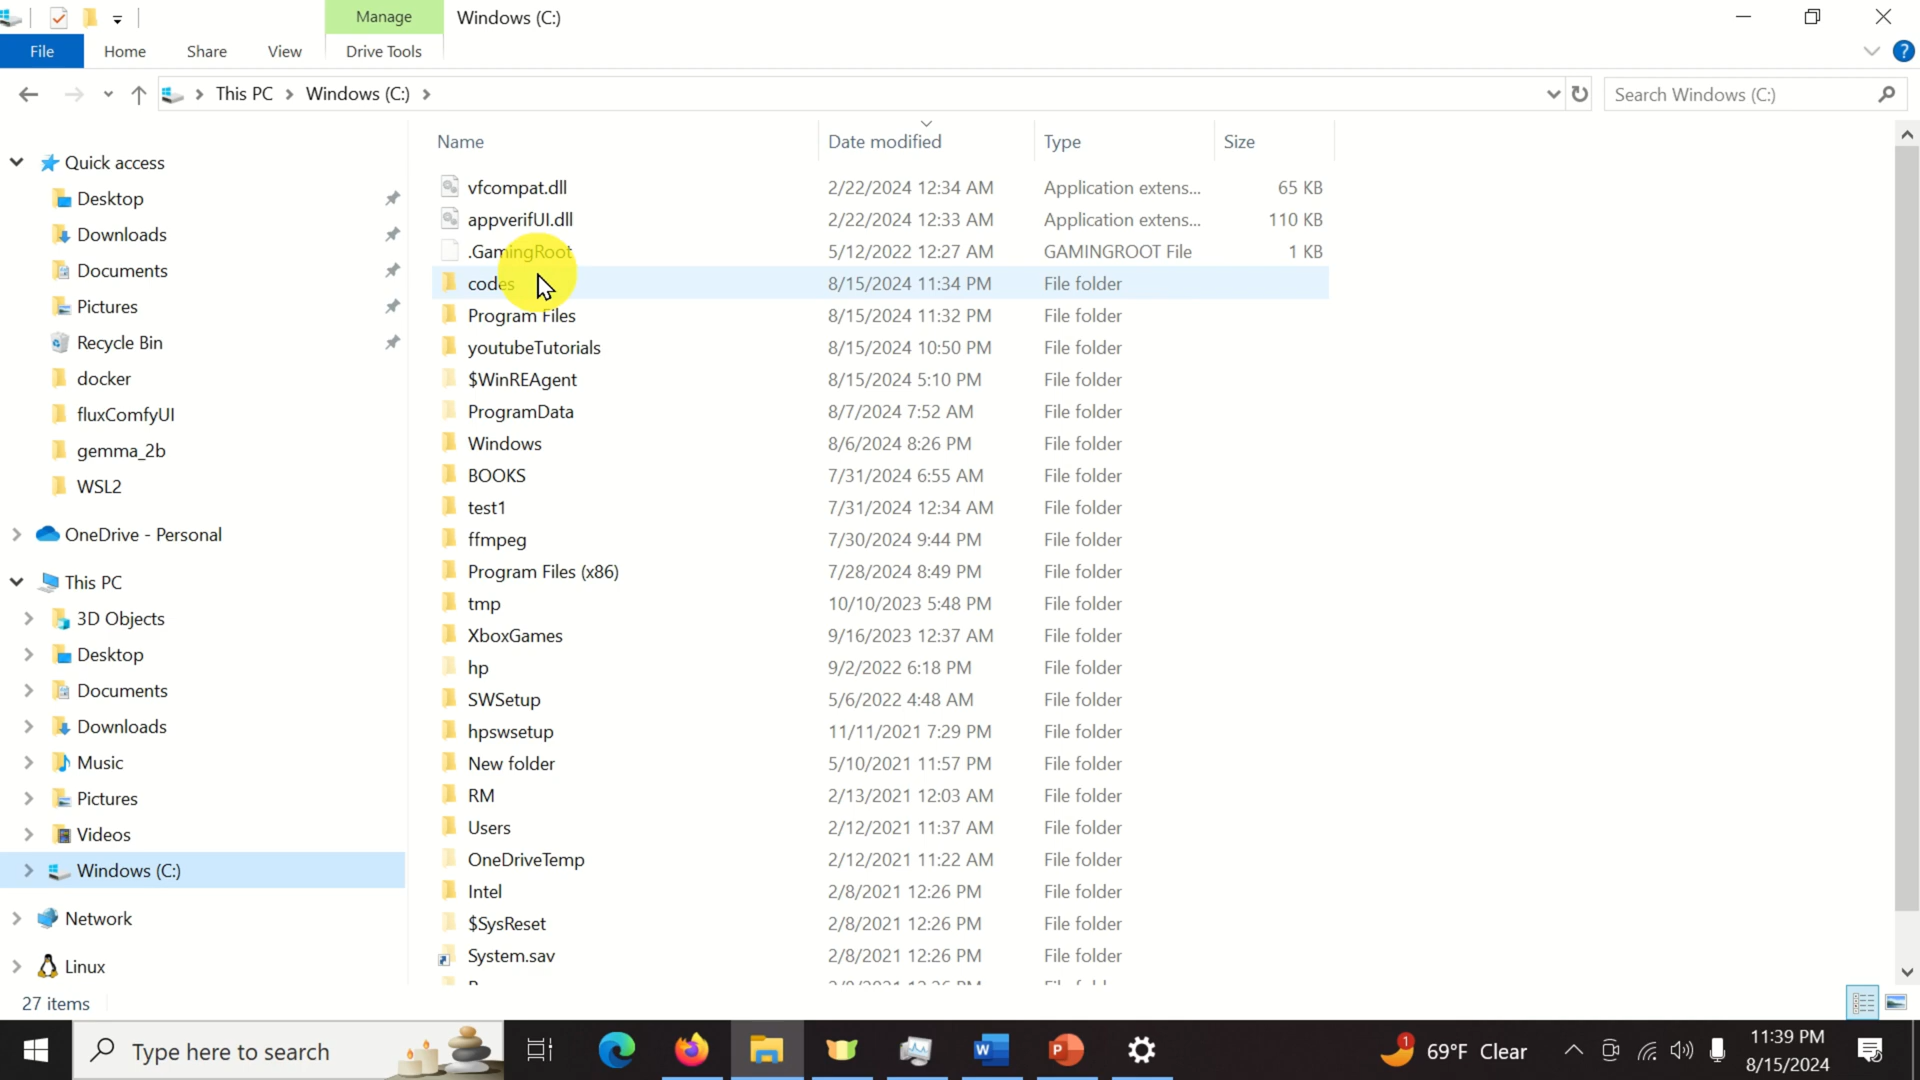 Manage
Windows (C:)
File
Home
Share
View
Drive Tools
This PC
Windows (C:)
Search Windows (C:)
Name
Date modified
Type
Size
Quick access
Desktop
Downloads
Documents
Pictures
Recycle Bin
docker
fluxComfyUI
gemma_2b
WSL2
OneDrive - Personal
This PC
3D Objects
Desktop
Documents
Downloads
Music
Pictures
Videos
Windows (C:)
Network
Linux
vfcompat.dll 2/22/2024 12:34 AM Application extens... 65 KB
appverifUI.dll 2/22/2024 12:33 AM Application extens... 110 KB
.GamingRoot 5/12/2022 12:27 AM GAMINGROOT File 1 KB
codes 8/15/2024 11:34 PM File folder
Program Files 8/15/2024 11:32 PM File folder
youtubeTutorials 8/15/2024 10:50 PM File folder
$WinREAgent 8/15/2024 5:10 PM File folder
ProgramData 8/7/2024 7:52 AM File folder
Windows 8/6/2024 8:26 PM File folder
BOOKS 7/31/2024 6:55 AM File folder
test1 7/31/2024 12:34 AM File folder
ffmpeg 7/30/2024 9:44 PM File folder
Program Files (x86) 7/28/2024 8:49 PM File folder
tmp 10/10/2023 5:48 PM File folder
XboxGames 9/16/2023 12:37 AM File folder
hp 9/2/2022 6:18 PM File folder
SWSetup 5/6/2022 4:48 AM File folder
hpswsetup 11/11/2021 7:29 PM File folder
New folder 5/10/2021 11:57 PM File folder
RM 2/13/2021 12:03 AM File folder
Users 2/12/2021 11:37 AM File folder
OneDriveTemp 2/12/2021 11:22 AM File folder
Intel 2/8/2021 12:26 PM File folder
$SysReset 2/8/2021 12:26 PM File folder
System.sav 2/8/2021 12:26 PM File folder
27 items
Type here to search
1
69°F Clear
11:39 PM
8/15/2024